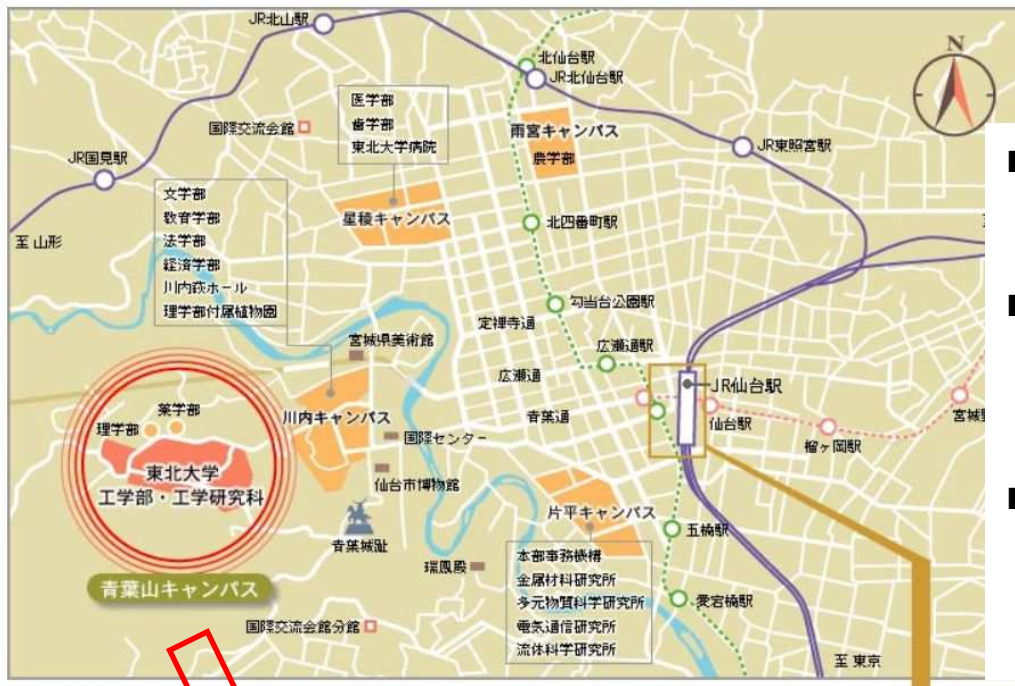 JR北山駅
N
北仙台駅
JR北仙台駅
医学部
歯学部
東北大学病院
国際交流会館
雨宮キャンパス
農学部
JR東照宮駅
JR国見駅
文学部
教育学部
法学部
経済学部
川内萩ホール
理学部付属植物園
星稜キャンパス
北四番町駅
至 山形
勾当台公園駅
定禅寺通
宮城県美術館
広瀬通駅
広瀬通
JR仙台駅
青葉通
仙台駅
宮城野
榴ヶ岡駅
川内キャンパス
国際センター
薬学部
理学部
東北大学
工学部・工学研究科
仙台市博物館
片平キャンパス
青葉城趾
五橋駅
本部事務機構
金属材料研究所
多元物質科学研究所
電気通信研究所
流体科学研究所
瑞鳳殿
青葉山キャンパス
愛宕橋駅
国際交流会館分館
至 東京